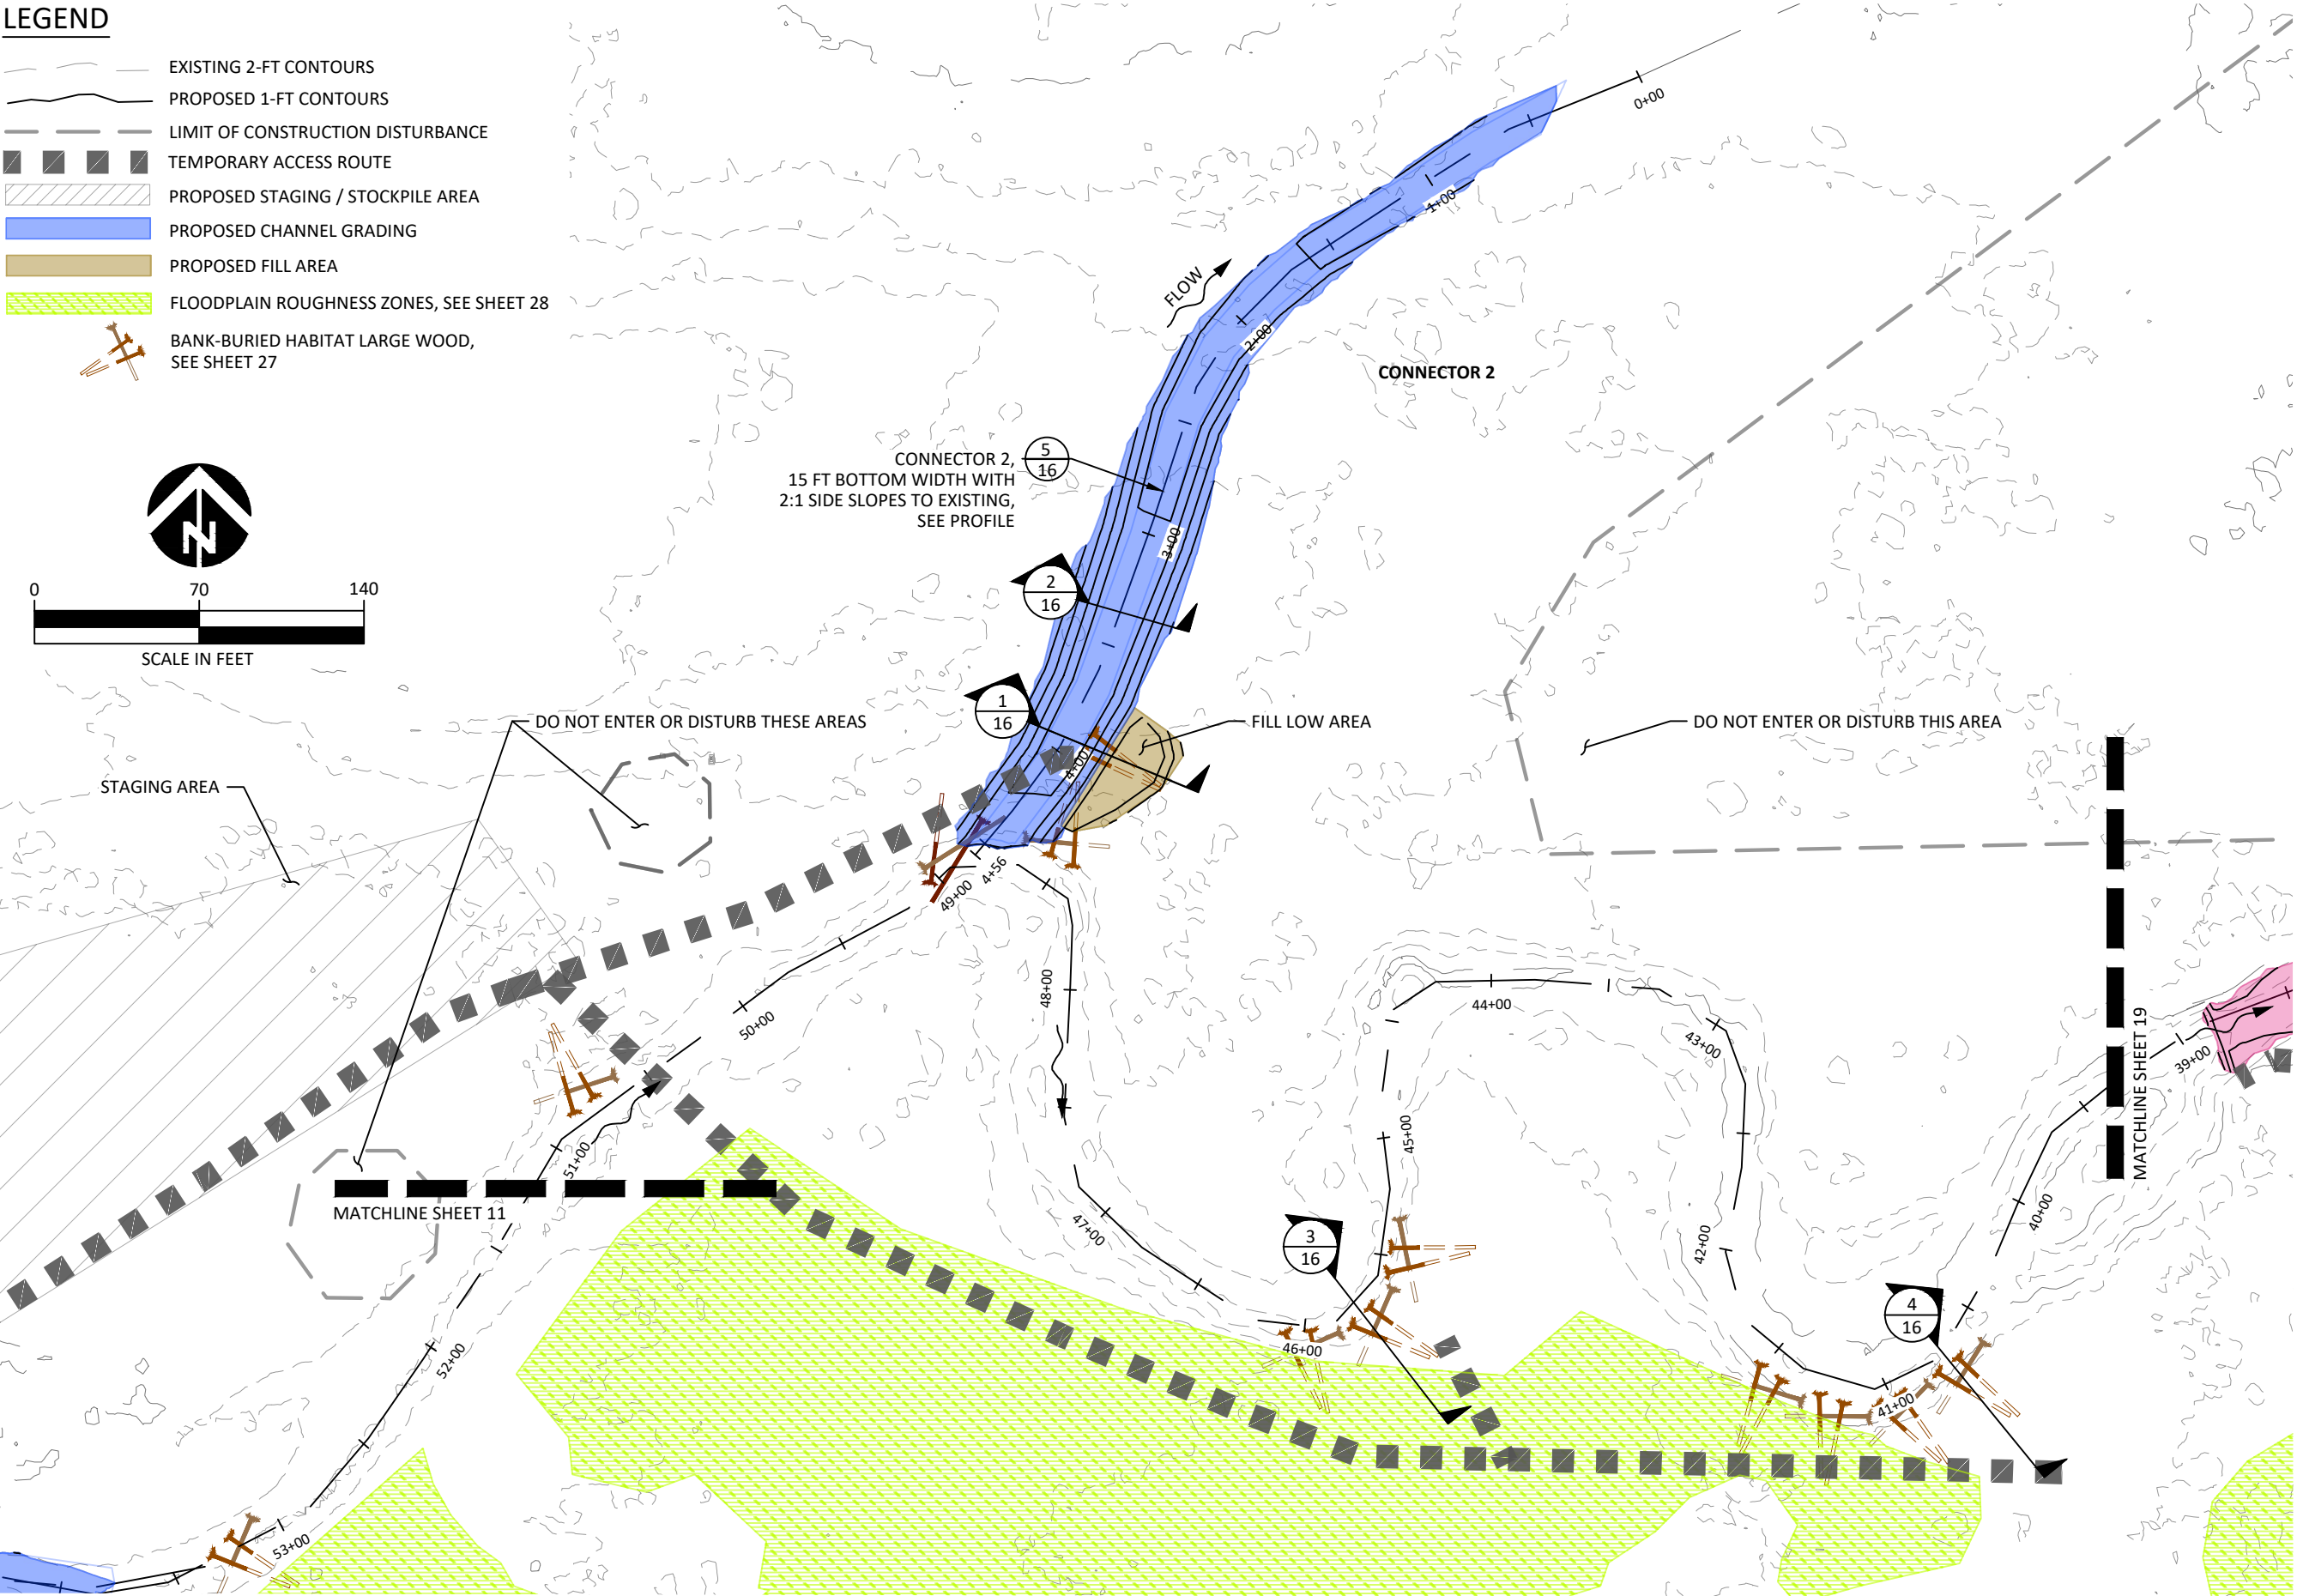 LEGEND
EXISTING 2-FT CONTOURS
PROPOSED 1-FT CONTOURS
LIMIT OF CONSTRUCTION DISTURBANCE
TEMPORARY ACCESS ROUTE
PROPOSED STAGING / STOCKPILE AREA
PROPOSED CHANNEL GRADING
PROPOSED FILL AREA
FLOODPLAIN ROUGHNESS ZONES, SEE SHEET 28
BANK-BURIED HABITAT LARGE WOOD,
SEE SHEET 27
N
0 70 140
SCALE IN FEET
0+00
1+00
FLOW
2+00
CONNECTOR 2
CONNECTOR 2,
15 FT BOTTOM WIDTH WITH
2:1 SIDE SLOPES TO EXISTING,
SEE PROFILE
5
16
3+00
2
16
1
16
DO NOT ENTER OR DISTURB THESE AREAS
FILL LOW AREA
DO NOT ENTER OR DISTURB THIS AREA
STAGING AREA
4+00
4+56
49+00
48+00
50+00
44+00
43+00
39+00
MATCHLINE SHEET 19
45+00
51+00
MATCHLINE SHEET 11
47+00
42+00
40+00
3
16
4
16
46+00
52+00
41+00
53+00